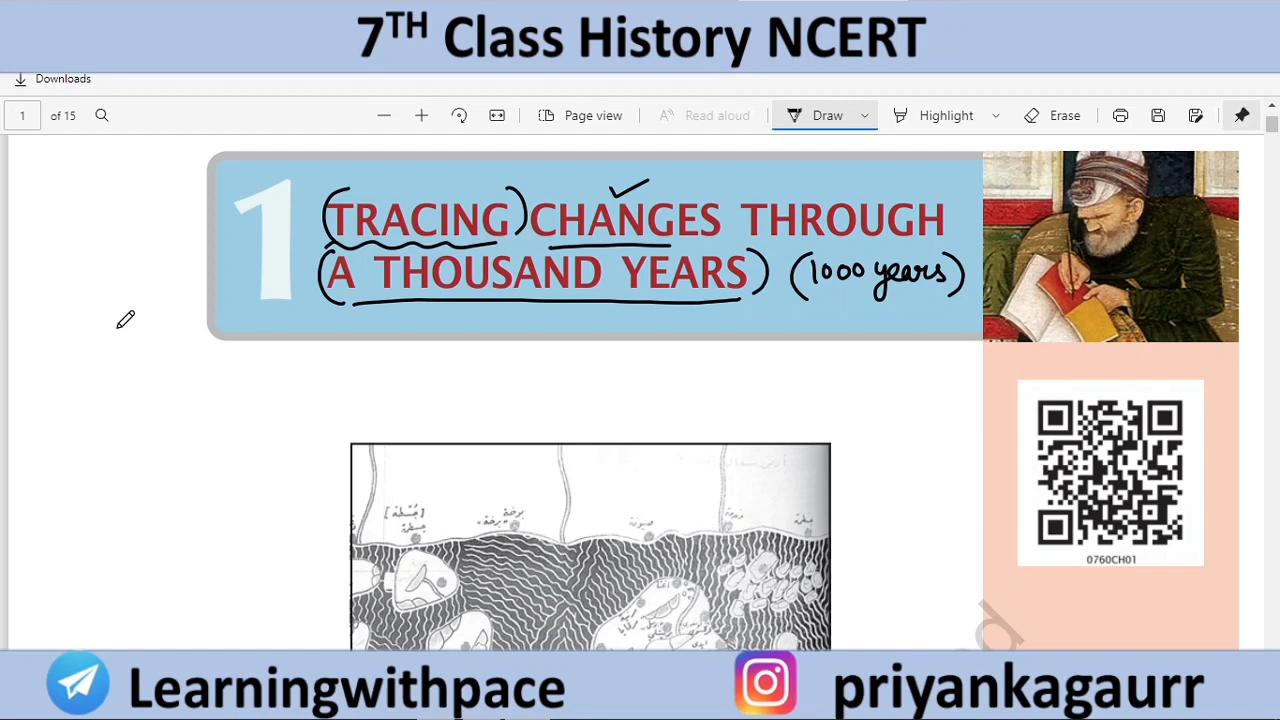 7TH Class History NCERT
Downloads
1 of 15 Page view Read aloud Draw Highlight Erase
1 TRACING CHANGES THROUGH
A THOUSAND YEARS (1000 years)
0760CH01
Learningwithpace priyankagaurr